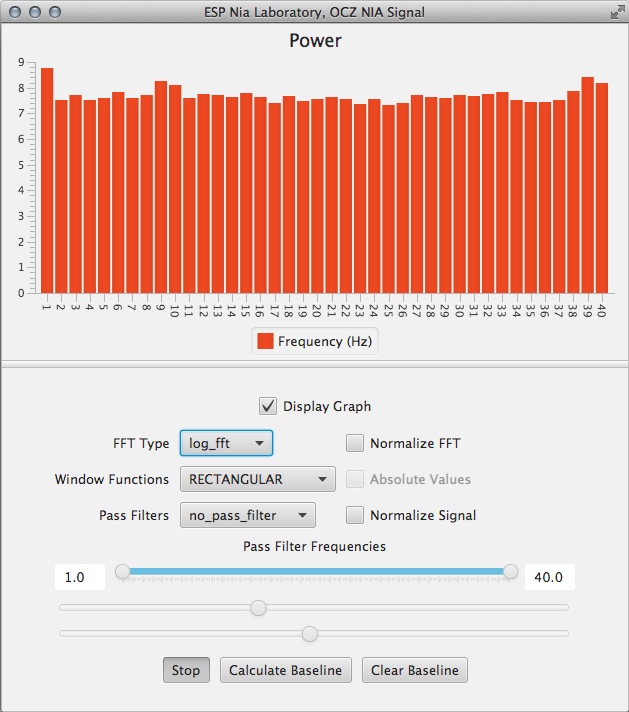 ESP Nia Laboratory, OCZ NIA Signal
Power
9
8
7
6
5
4
3
2
1
0
1 2 3 4 5 6 7 8 9 10 11 12 13 14 15 16 17 18 19 20 21 22 23 24 25 26 27 28 29 30 31 32 33 34 35 36 37 38 39 40
Frequency (Hz)
Display Graph
FFT Type log_fft Normalize FFT
Window Functions RECTANGULAR Absolute Values
Pass Filters no_pass_filter Normalize Signal
Pass Filter Frequencies
1.0 40.0
Stop Calculate Baseline Clear Baseline